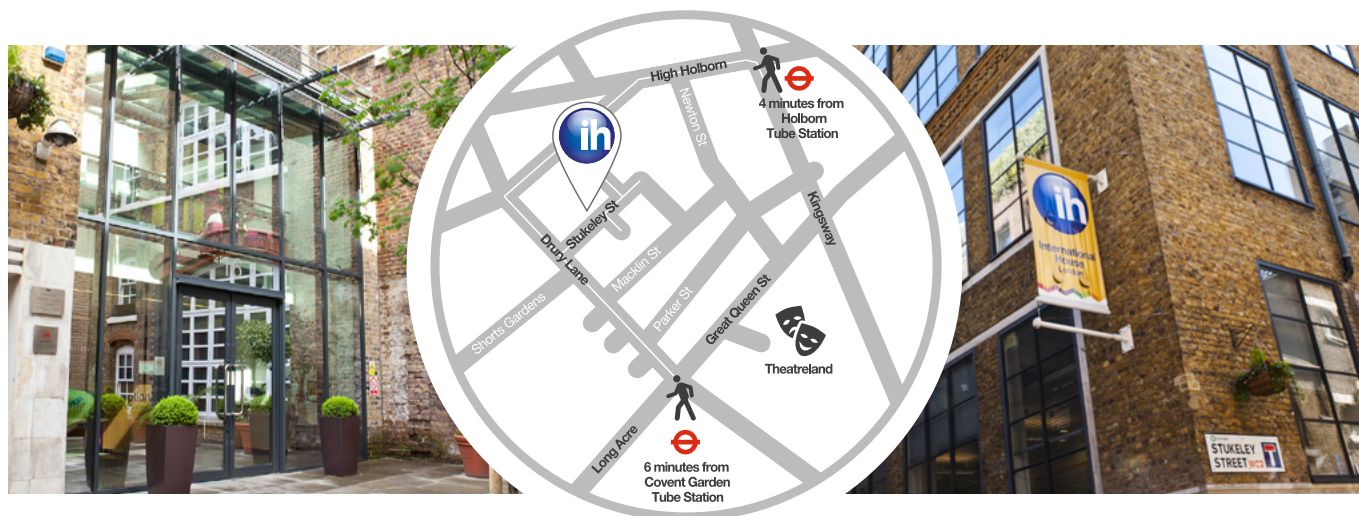 High Holborn
Newton St
4 minutes from
Holborn
Tube Station
ih
Stukeley St
Drury Lane
Macklin St
Kingsway
Shorts Gardens
Parker St
Great Queen St
Theatreland
Long Acre
6 minutes from
Covent Garden
Tube Station
ih
International
House
London
STUKELEY
STREET WC2